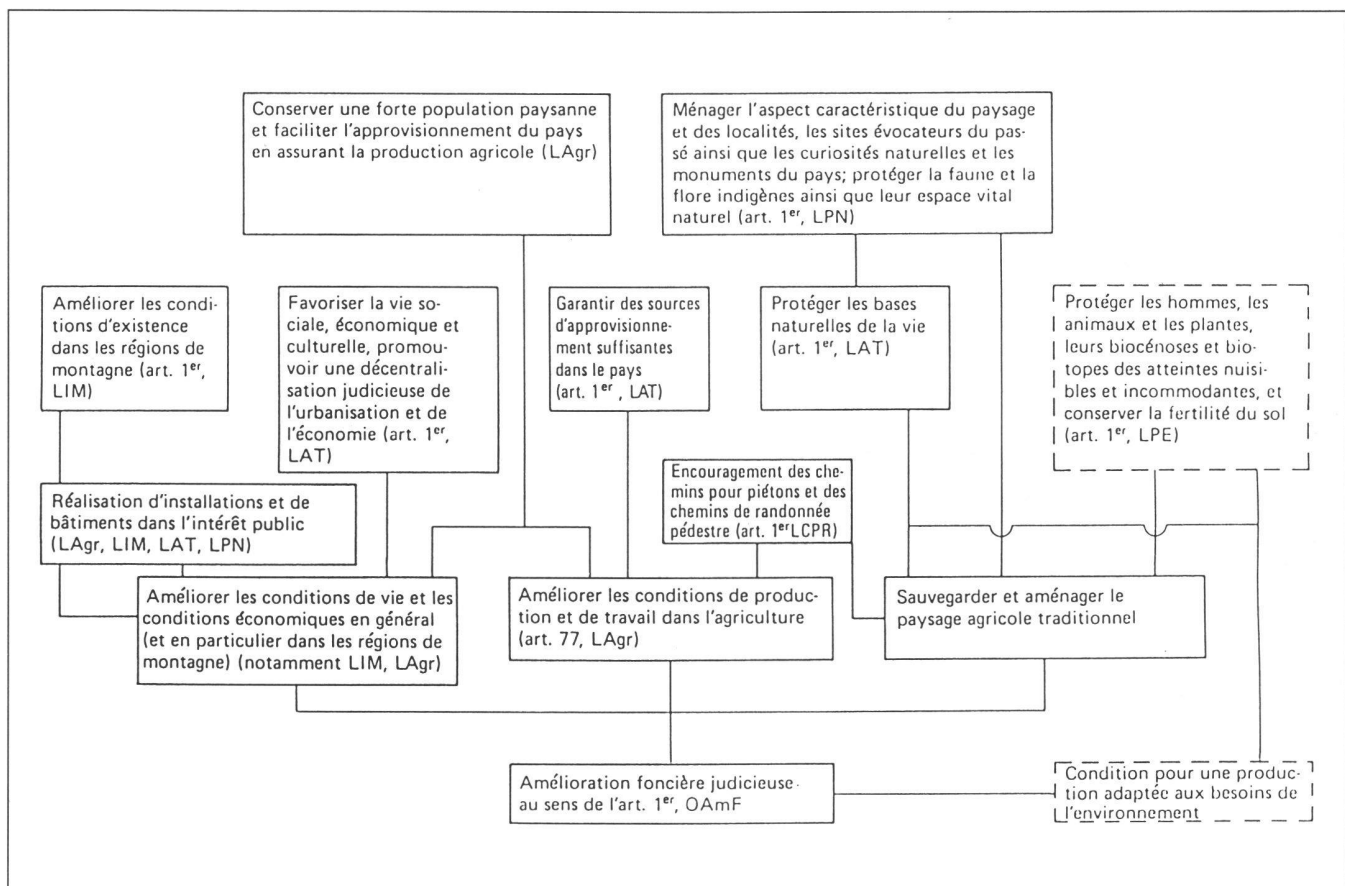 Conserver une forte population paysanne
et faciliter l'approvisionnement du pays
en assurant la production agricole (LAgr)
Ménager l'aspect caractéristique du paysage
et des localités, les sites évocateurs du pas-
sé ainsi que les curiosités naturelles et les
monuments du pays; protéger la faune et la
flore indigènes ainsi que leur espace vital
naturel (art. 1er, LPN)
Améliorer les condi-
tions d'existence
dans les régions de
montagne (art. 1er,
LIM)
Favoriser la vie so-
ciale, économique et
culturelle, promou-
voir une décentrali-
sation judicieuse de
l'urbanisation et de
l'économie (art. 1er,
LAT)
Garantir des sources
d'approvisionne-
ment suffisantes
dans le pays
(art. 1er , LAT)
Protéger les bases
naturelles de la vie
(art. 1er, LAT)
Protéger les hommes, les
animaux et les plantes,
leurs biocénoses et bio-
topes des atteintes nuisi-
bles et incommodantes, et
conserver la fertilité du sol
(art. 1er, LPE)
Encouragement des che-
mins pour piétons et des
chemins de randonnée
pédestre (art. 1er LCPR)
Réalisation d'installations et de
bâtiments dans l'intérêt public
(LAgr, LIM, LAT, LPN)
Améliorer les conditions de vie et les
conditions économiques en général
(et en particulier dans les régions de
montagne) (notamment LIM, LAgr)
Améliorer les conditions de produc-
tion et de travail dans l'agriculture
(art. 77, LAgr)
Sauvegarder et aménager le
paysage agricole traditionnel
Amélioration foncière judicieuse
au sens de l'art. 1er, OAmF
Condition pour une produc-
tion adaptée aux besoins de
l'environnement